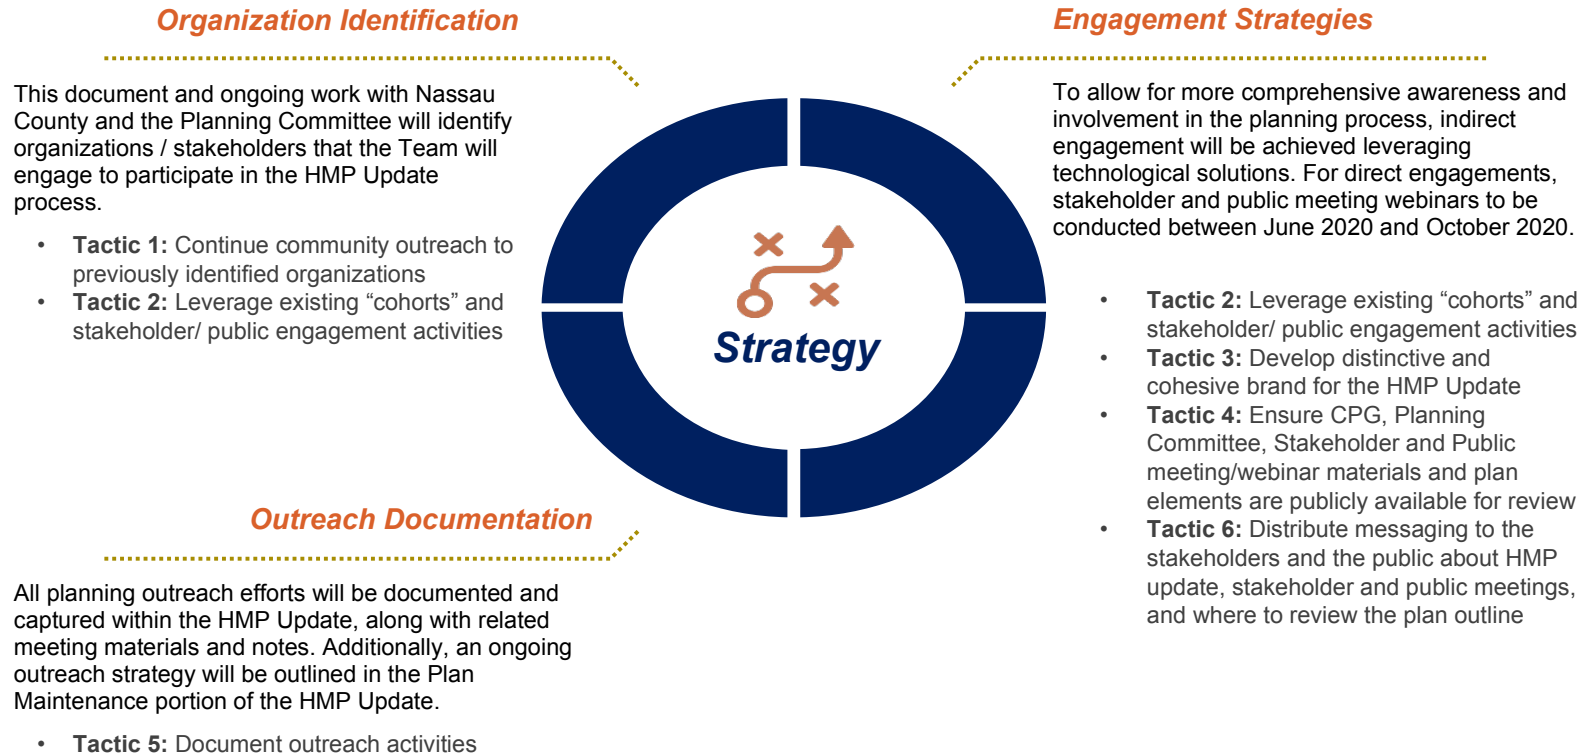 Organization Identification
This document and ongoing work with Nassau
County and the Planning Committee will identify
organizations / stakeholders that the Team will
engage to participate in the HMP Update
process.
• Tactic 1: Continue community outreach to
previously identified organizations
• Tactic 2: Leverage existing “cohorts” and
stakeholder/ public engagement activities
Strategy
Engagement Strategies
To allow for more comprehensive awareness and
involvement in the planning process, indirect
engagement will be achieved leveraging
technological solutions. For direct engagements,
stakeholder and public meeting webinars to be
conducted between June 2020 and October 2020.
• Tactic 2: Leverage existing “cohorts” and
stakeholder/ public engagement activities
• Tactic 3: Develop distinctive and
cohesive brand for the HMP Update
• Tactic 4: Ensure CPG, Planning
Committee, Stakeholder and Public
meeting/webinar materials and plan
elements are publicly available for review
• Tactic 6: Distribute messaging to the
stakeholders and the public about HMP
update, stakeholder and public meetings,
and where to review the plan outline
Outreach Documentation
All planning outreach efforts will be documented and
captured within the HMP Update, along with related
meeting materials and notes. Additionally, an ongoing
outreach strategy will be outlined in the Plan
Maintenance portion of the HMP Update.
• Tactic 5: Document outreach activities